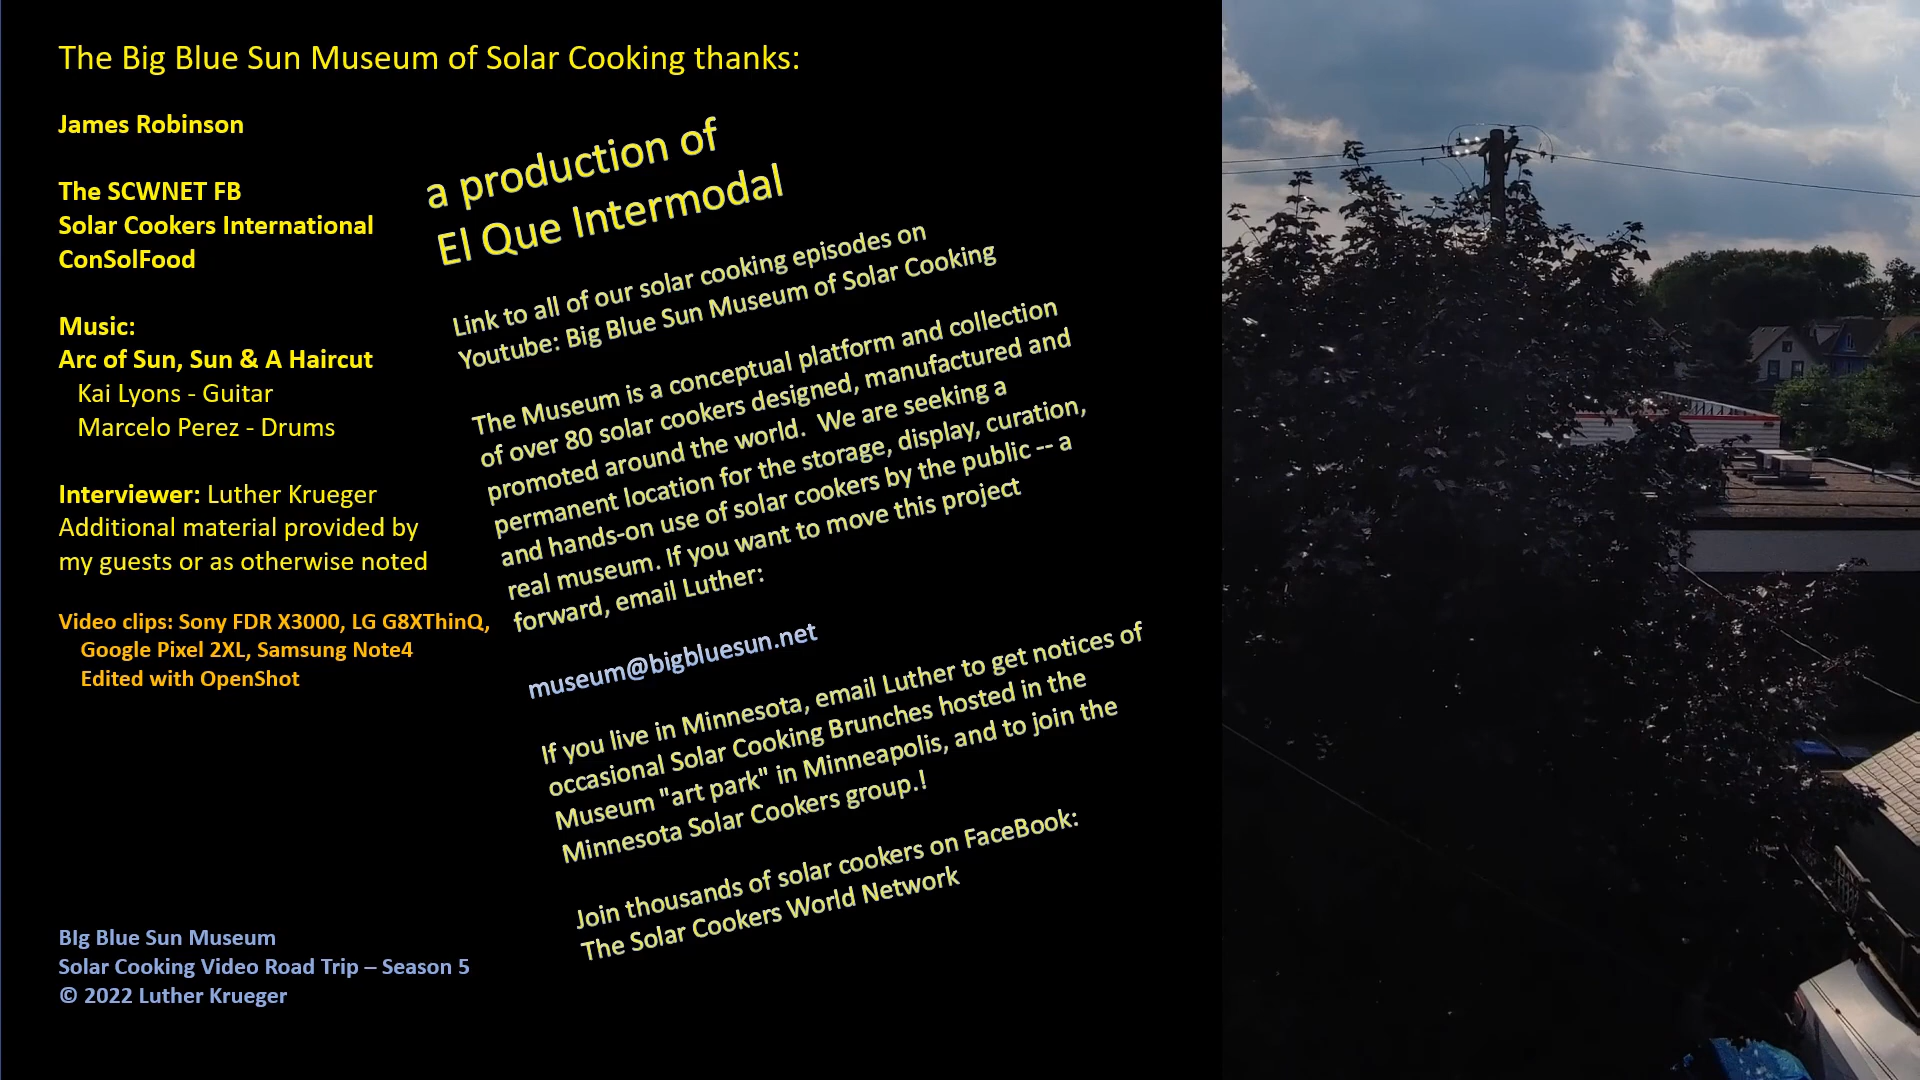 The Big Blue Sun Museum of Solar Cooking thanks:
James Robinson
The SCWNET FB
Solar Cookers International
ConSolFood
Music:
Arc of Sun, Sun & A Haircut
Kai Lyons - Guitar
Marcelo Perez - Drums
Interviewer: Luther Krueger
Additional material provided by
my guests or as otherwise noted
Video clips: Sony FDR X3000, LG G8XThinQ,
Google Pixel 2XL, Samsung Note4
Edited with OpenShot
BIg Blue Sun Museum
Solar Cooking Video Road Trip – Season 5
© 2022 Luther Krueger
a production of
El Que Intermodal
Link to all of our solar cooking episodes on
Youtube: Big Blue Sun Museum of Solar Cooking
The Museum is a conceptual platform and collection
of over 80 solar cookers designed, manufactured and
promoted around the world.  We are seeking a
permanent location for the storage, display, curation,
and hands-on use of solar cookers by the public -- a
real museum. If you want to move this project
forward, email Luther:
museum@bigbluesun.net
If you live in Minnesota, email Luther to get notices of
occasional Solar Cooking Brunches hosted in the
Museum "art park" in Minneapolis, and to join the
Minnesota Solar Cookers group.!
Join thousands of solar cookers on FaceBook:
The Solar Cookers World Network